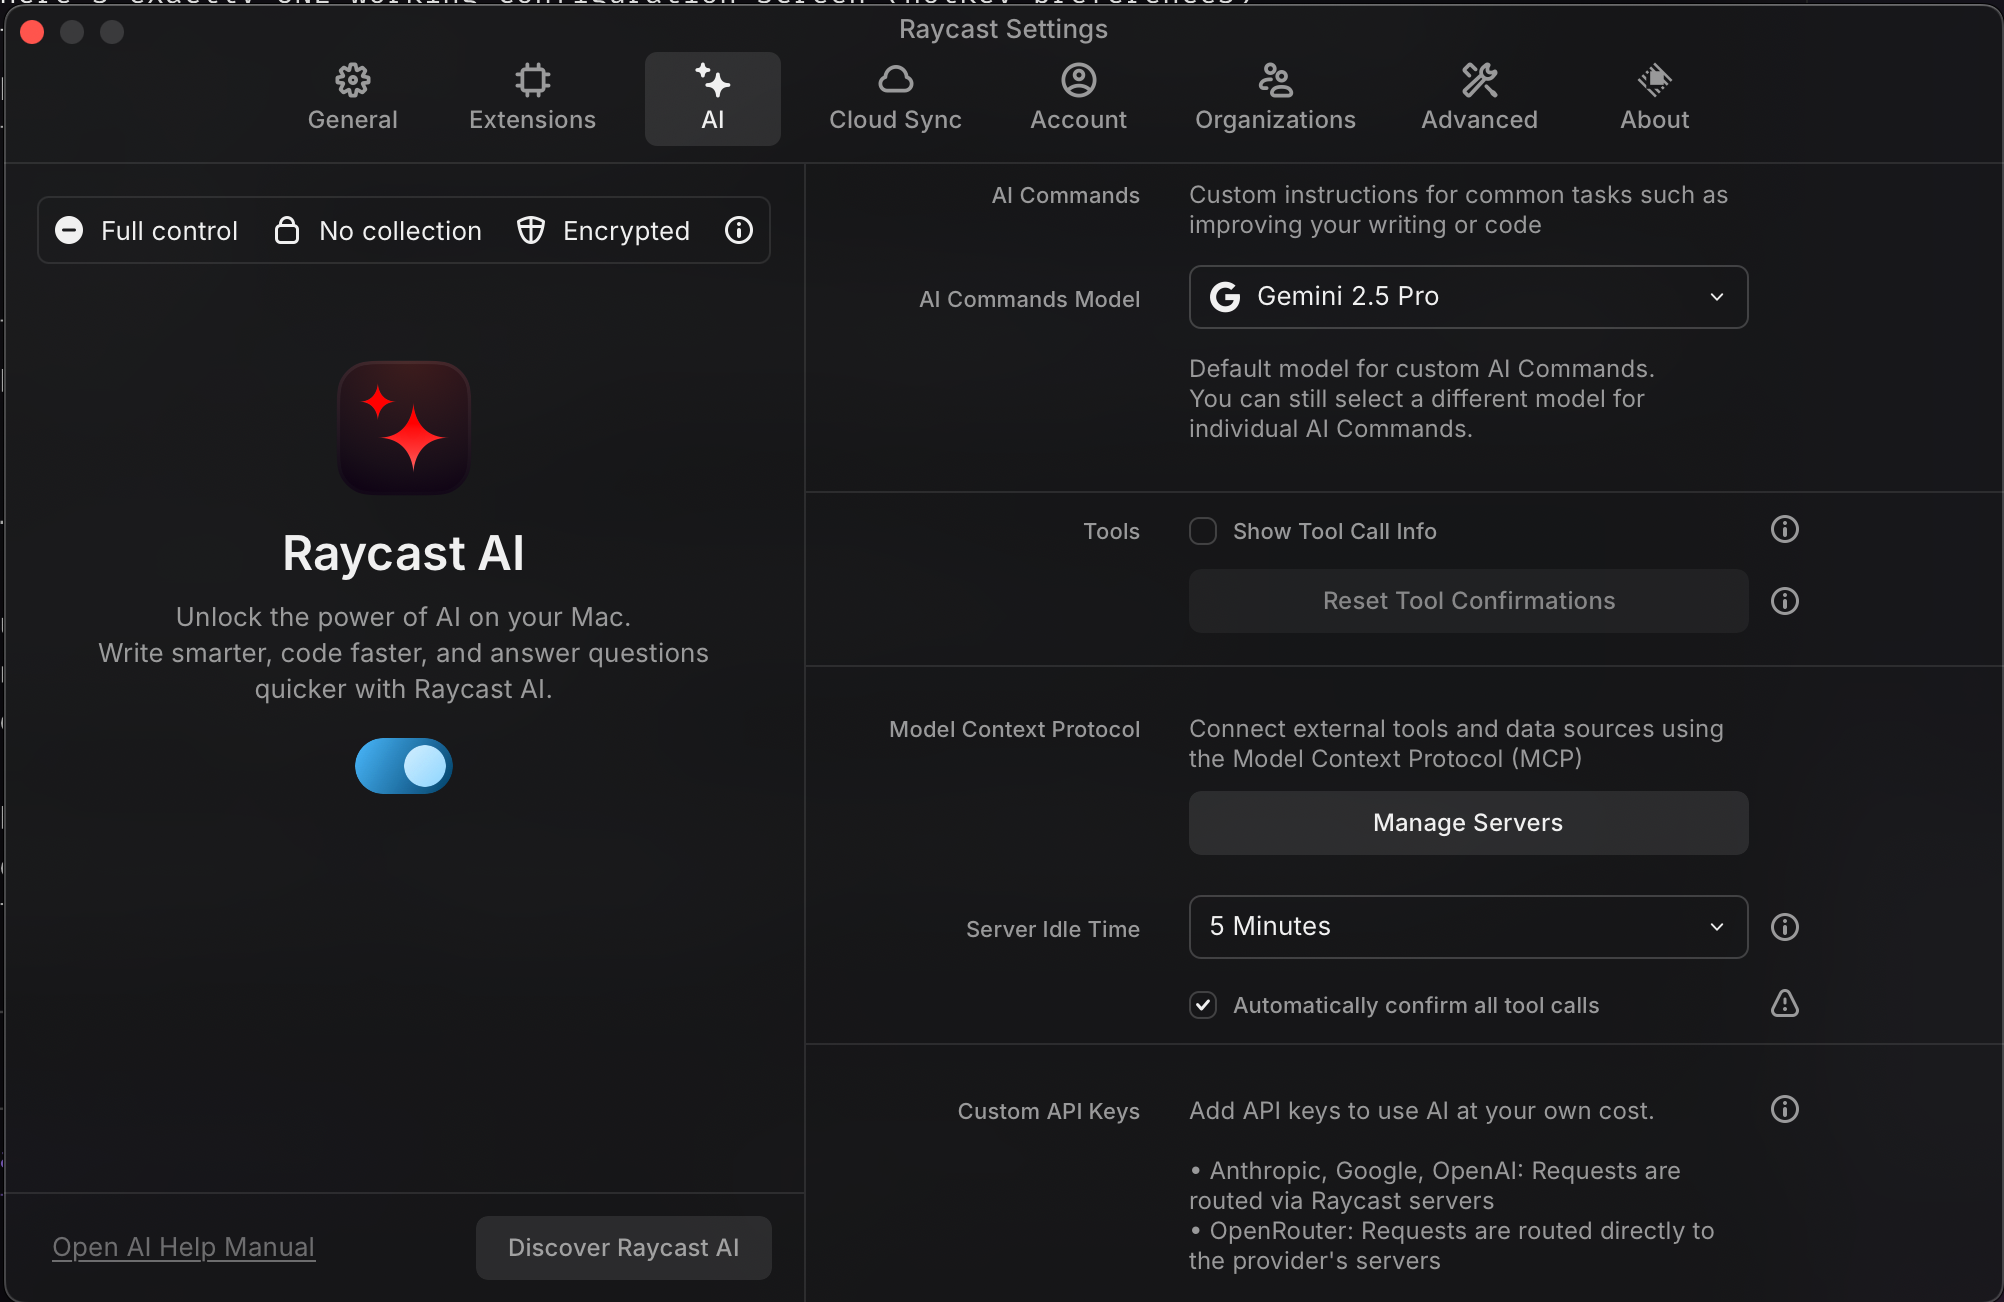 Raycast Settings
General
Extensions
AI
Cloud Sync
Account
Organizations
Advanced
About
Full control
No collection
Encrypted
Raycast AI
Unlock the power of AI on your Mac.
Write smarter, code faster, and answer questions
quicker with Raycast AI.
Open AI Help Manual
Discover Raycast AI
AI Commands
Custom instructions for common tasks such as
improving your writing or code
AI Commands Model
Gemini 2.5 Pro
Default model for custom AI Commands.
You can still select a different model for
individual AI Commands.
Tools
Show Tool Call Info
Reset Tool Confirmations
Model Context Protocol
Connect external tools and data sources using
the Model Context Protocol (MCP)
Manage Servers
Server Idle Time
5 Minutes
Automatically confirm all tool calls
Custom API Keys
Add API keys to use AI at your own cost.
• Anthropic, Google, OpenAI: Requests are
routed via Raycast servers
• OpenRouter: Requests are routed directly to
the provider's servers